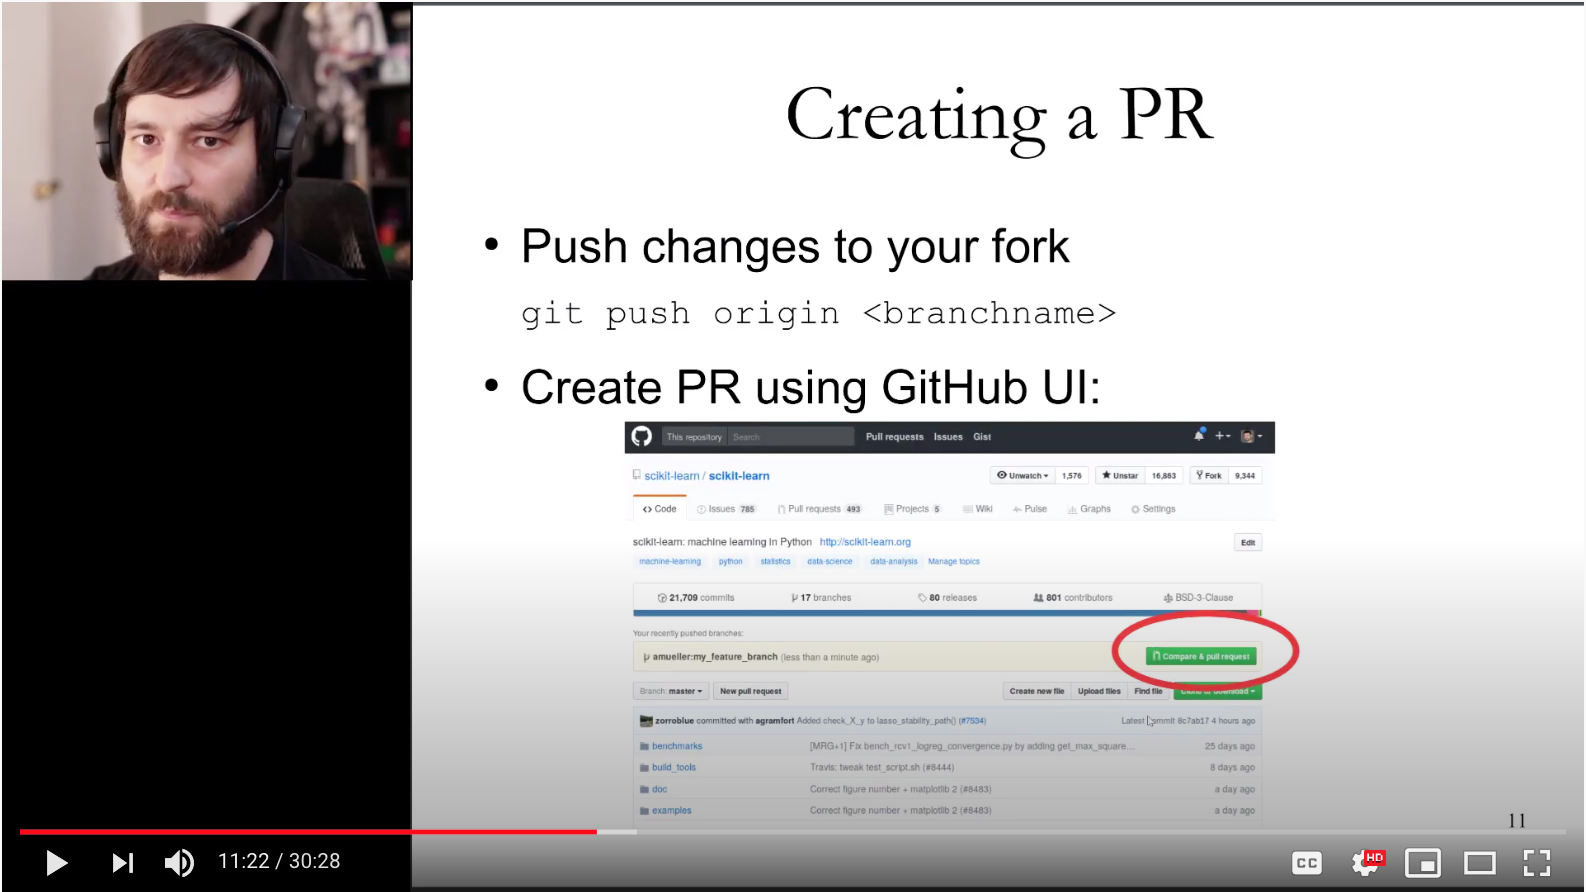 Creating a PR
• Push changes to your fork
git push origin <branchname>
• Create PR using GitHub UI:
This repository Search Pull requests Issues Gist
scikit-learn / scikit-learn Unwatch 1,576 Unstar 16,863 Fork 9,344
Code Issues 785 Pull requests 493 Projects 5 Wiki Pulse Graphs Settings
scikit-learn: machine learning in Python http://scikit-learn.org Edit
machine-learning python statistics data-science data-analysis Manage topics
21,709 commits 17 branches 80 releases 801 contributors BSD-3-Clause
Your recently pushed branches:
amueller:my_feature_branch (less than a minute ago) Compare & pull request
Branch: master New pull request Create new file Upload files Find file Clone or download
zorroblue committed with agramfort Added check_X_y to lasso_stability_path() (#7534) Latest commit 8c7ab17 4 hours ago
benchmarks [MRG+1] Fix bench_rcv1_logreg_convergence.py by adding get_max_square... 25 days ago
build_tools Travis: tweak test_script.sh (#8444) 8 days ago
doc Correct figure number + matplotlib 2 (#8483) a day ago
examples Correct figure number + matplotlib 2 (#8483) a day ago
11
11:22 / 30:28 CC HD